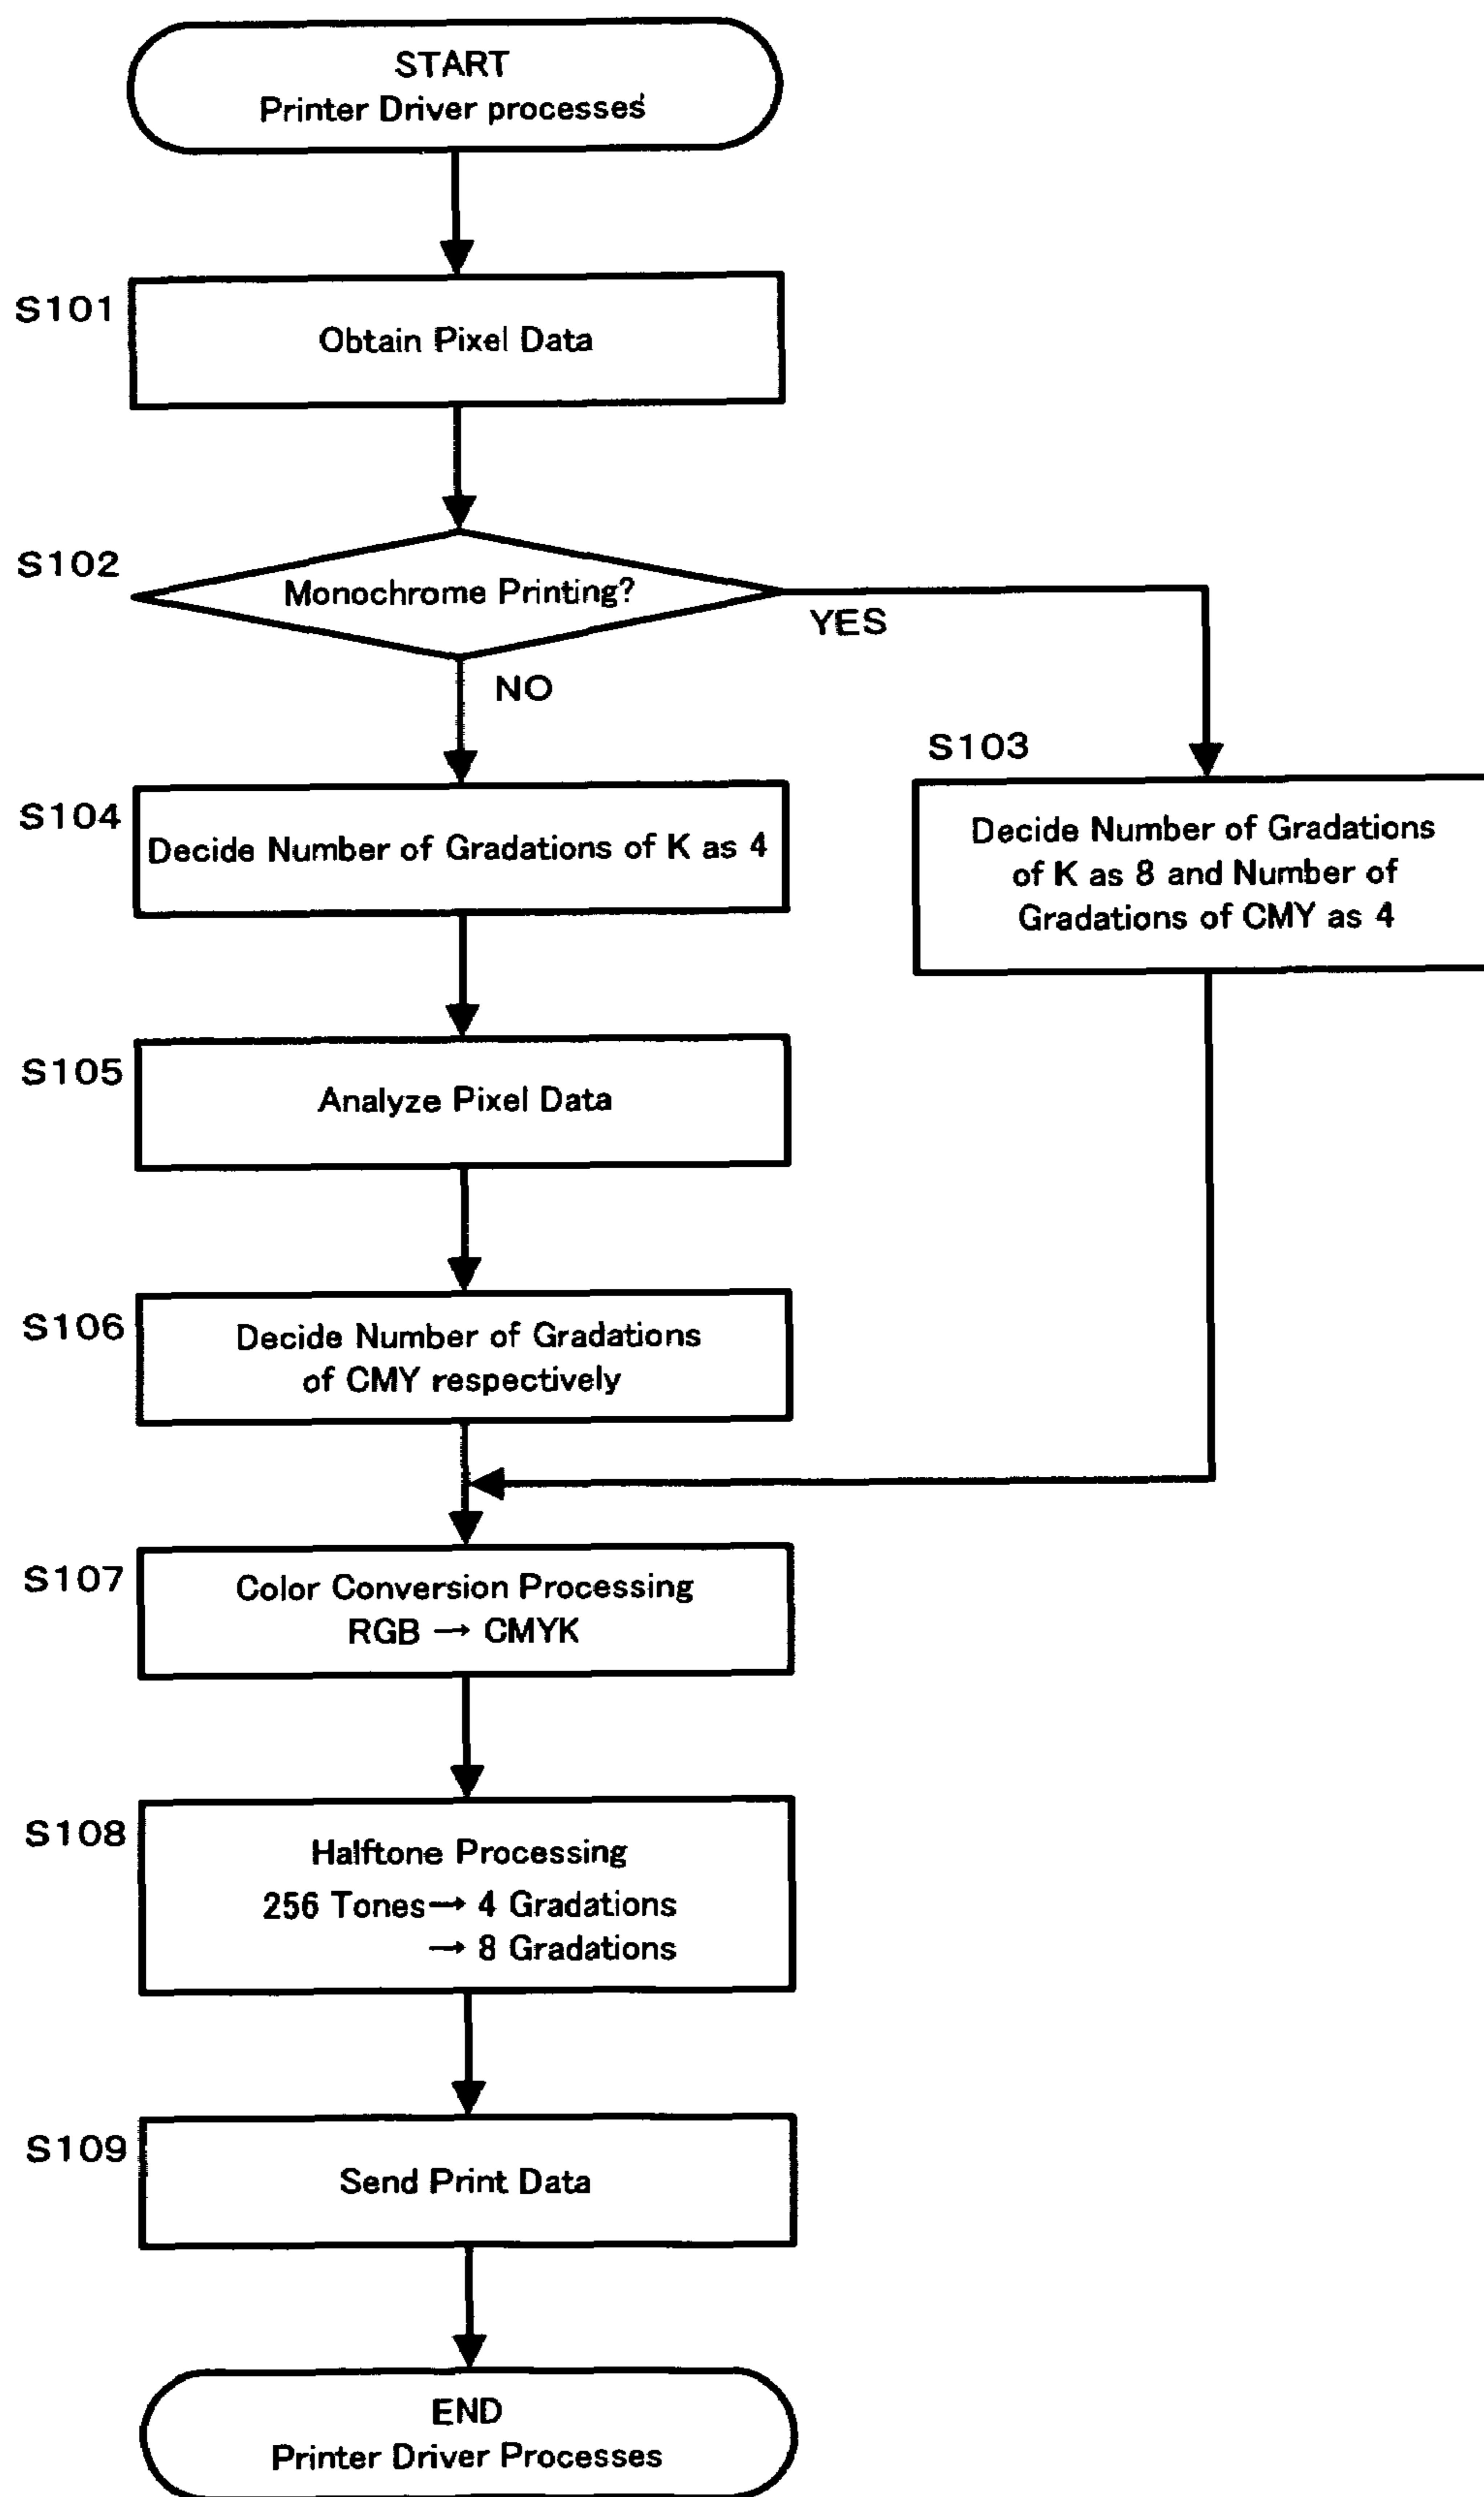 START
Printer Driver processes
S101
Obtain Pixel Data
S102
Monochrome Printing?
YES
NO
S103
Decide Number of Gradations
of K as 8 and Number of
Gradations of CMY as 4
S104
Decide Number of Gradations of K as 4
S105
Analyze Pixel Data
S106
Decide Number of Gradations
of CMY respectively
S107
Color Conversion Processing
RGB → CMYK
S108
Halftone Processing
256 Tones→ 4 Gradations
→ 8 Gradations
S109
Send Print Data
END
Printer Driver Processes